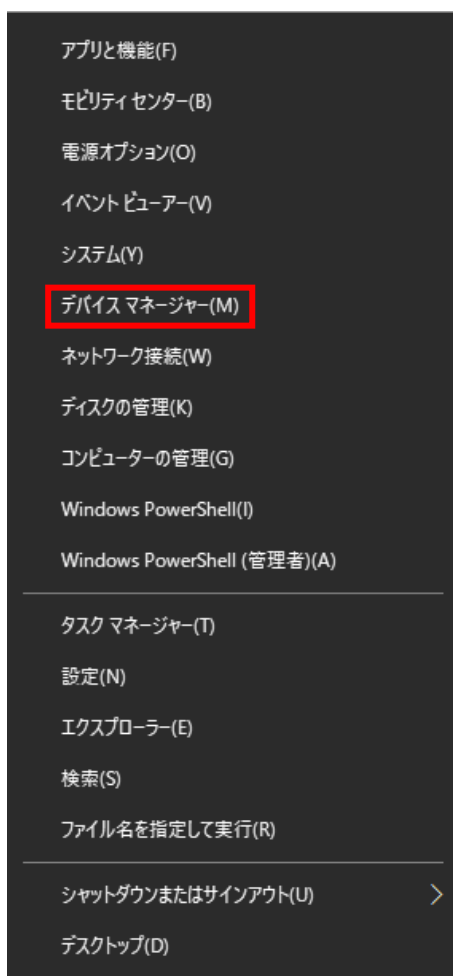 アプリと機能(F)
モビリティ センター(B)
電源オプション(O)
イベント ビューアー(V)
システム(Y)
デバイス マネージャー(M)
ネットワーク接続(W)
ディスクの管理(K)
コンピューターの管理(G)
Windows PowerShell(I)
Windows PowerShell (管理者)(A)
タスク マネージャー(T)
設定(N)
エクスプローラー(E)
検索(S)
ファイル名を指定して実行(R)
シャットダウンまたはサインアウト(U)
デスクトップ(D)